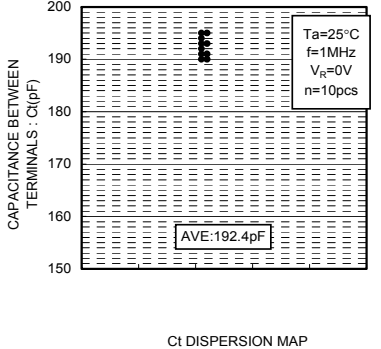 200
190
180
170
160
150
CAPACITANCE BETWEEN
TERMINALS : Ct(pF)
Ta=25°C
f=1MHz
VR=0V
n=10pcs
AVE:192.4pF
Ct DISPERSION MAP